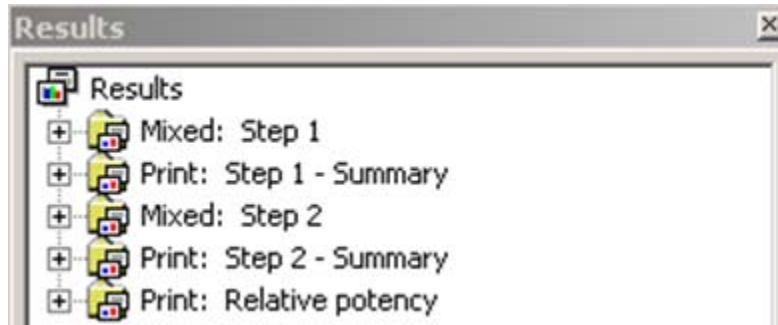 Results
Results
Mixed: Step 1
Print: Step 1 - Summary
Mixed: Step 2
Print: Step 2 - Summary
Print: Relative potency